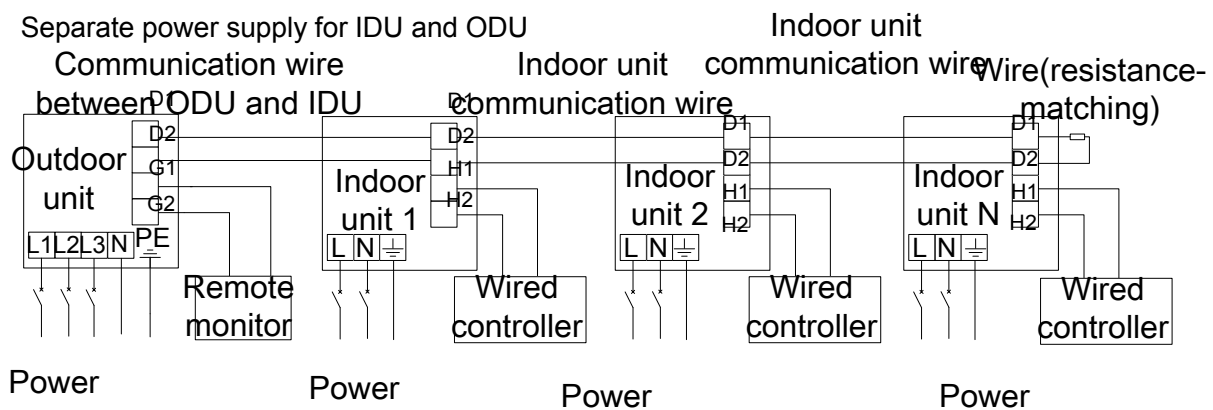 Separate power supply for IDU and ODU
Communication wire
between ODU and IDU
Indoor unit
communication wire
Indoor unit
communication wire
Wire(resistance-
matching)
D1
D2
G1
G2
Outdoor
unit
L1 L2 L3 N PE
Remote
monitor
Power
D1
D2
H1
H2
Indoor
unit 1
L N
Wired
controller
Power
D1
D2
H1
H2
Indoor
unit 2
L N
Wired
controller
Power
D1
D2
H1
H2
Indoor
unit N
L N
Wired
controller
Power